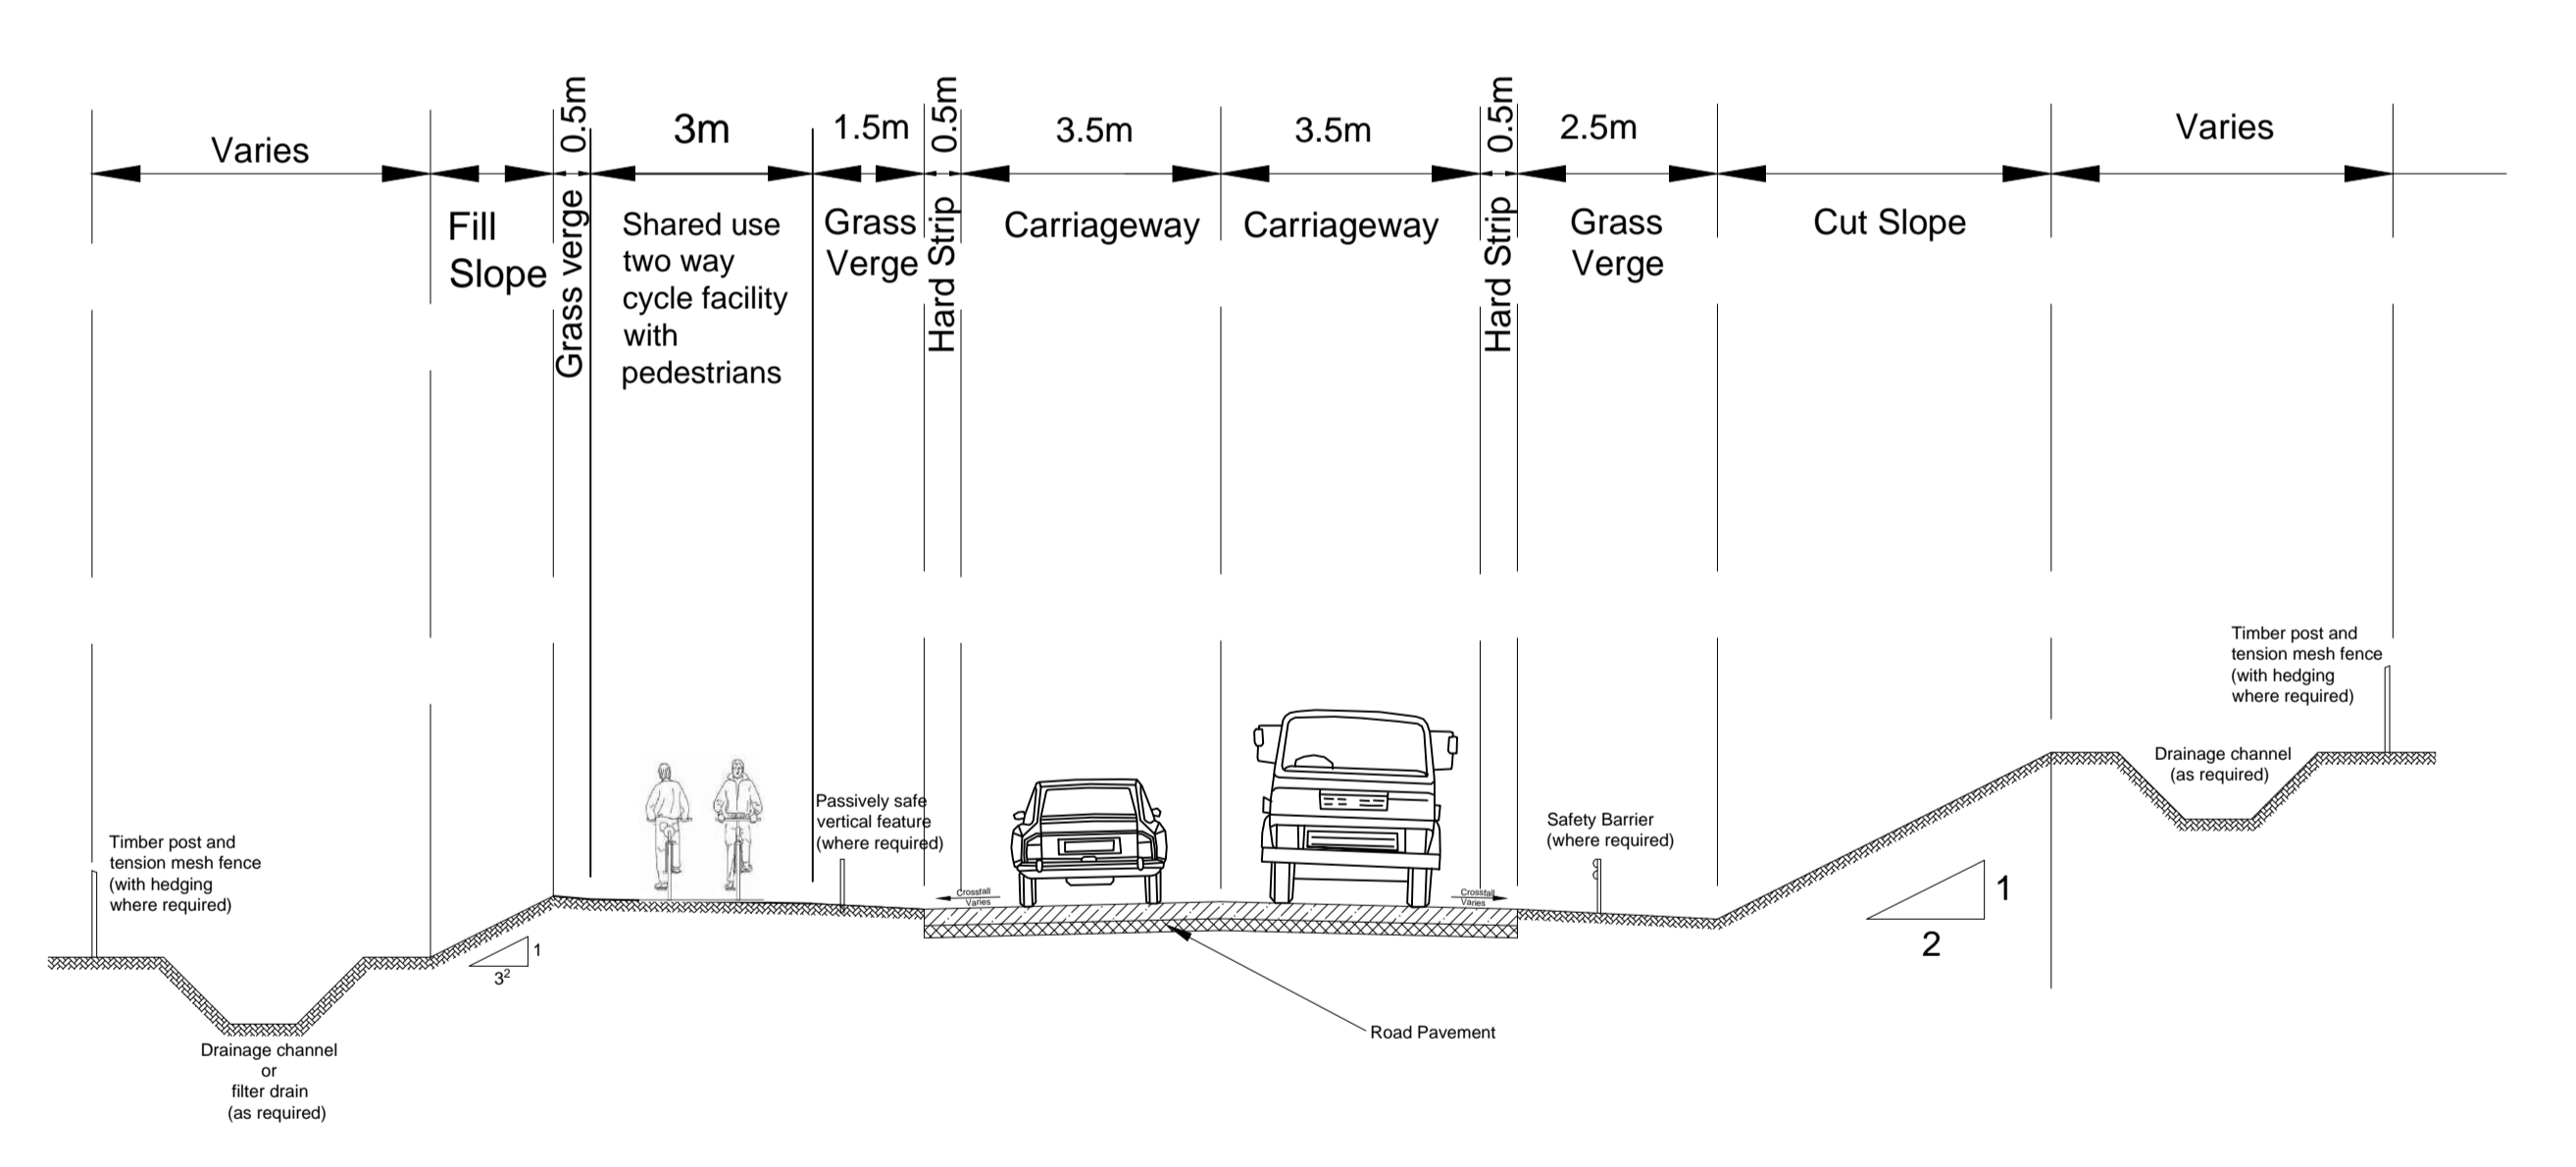 Varies
0.5m
3m
1.5m
0.5m
3.5m
3.5m
0.5m
2.5m
Varies
Fill
Slope
Grass verge
Shared use
two way
cycle facility
with
pedestrians
Grass
Verge
Hard Strip
Carriageway
Carriageway
Hard Strip
Grass
Verge
Cut Slope
Timber post and
tension mesh fence
(with hedging
where required)
Drainage channel
(as required)
Timber post and
tension mesh fence
(with hedging
where required)
Passively safe
vertical feature
(where required)
Crossfall
Varies
Crossfall
Varies
Safety Barrier
(where required)
1
2
1
3²
Road Pavement
Drainage channel
or
filter drain
(as required)